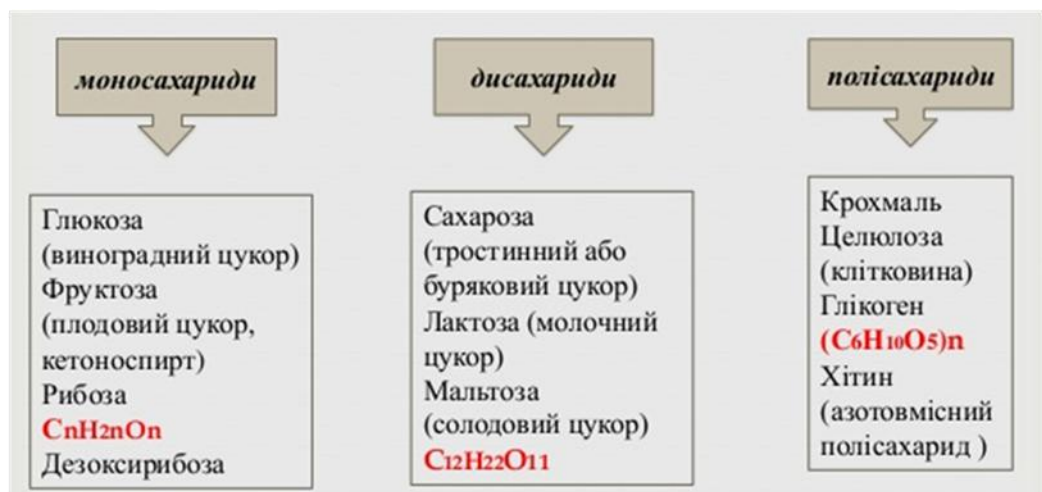 моносахариди
Глюкоза
(виноградний цукор)
Фруктоза
(плодовий цукор,
кетоноспирт)
Рибоза
CnH2nOn
Дезоксирибоза
дисахариди
Сахароза
(тростинний або
буряковий цукор)
Лактоза (молочний
цукор)
Мальтоза
(солодовий цукор)
C12H22O11
полісахариди
Крохмаль
Целюлоза
(клітковина)
Глікоген
(C6H10O5)n
Хітин
(азотовмісний
полісахарид )